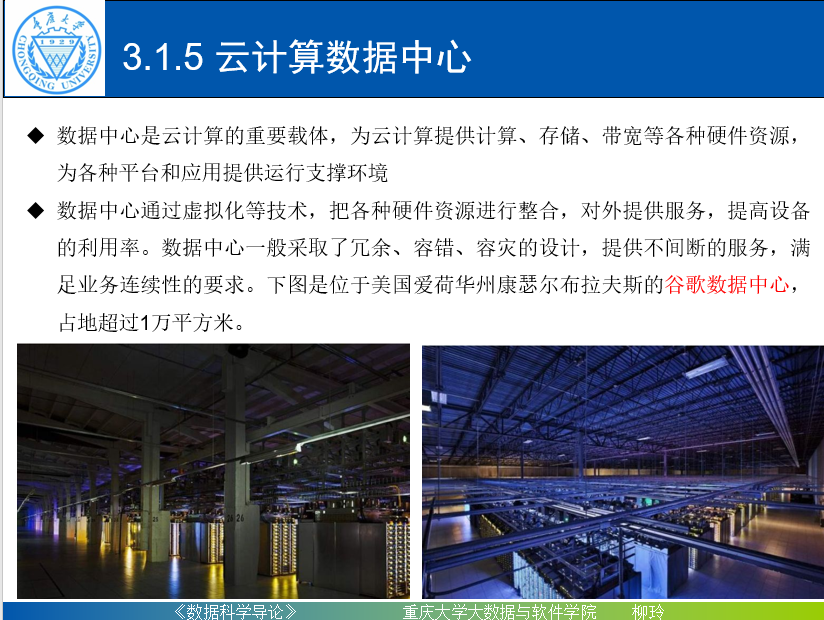 重庆大学
1929
CHONGQING UNIVERSITY
3.1.5 云计算数据中心
◆ 数据中心是云计算的重要载体，为云计算提供计算、存储、带宽等各种硬件资源，
为各种平台和应用提供运行支撑环境
◆ 数据中心通过虚拟化等技术，把各种硬件资源进行整合，对外提供服务，提高设备
的利用率。数据中心一般采取了冗余、容错、容灾的设计，提供不间断的服务，满
足业务连续性的要求。下图是位于美国爱荷华州康瑟尔布拉夫斯的谷歌数据中心，
占地超过1万平方米。
26 26
《数据科学导论》 重庆大学大数据与软件学院 柳玲